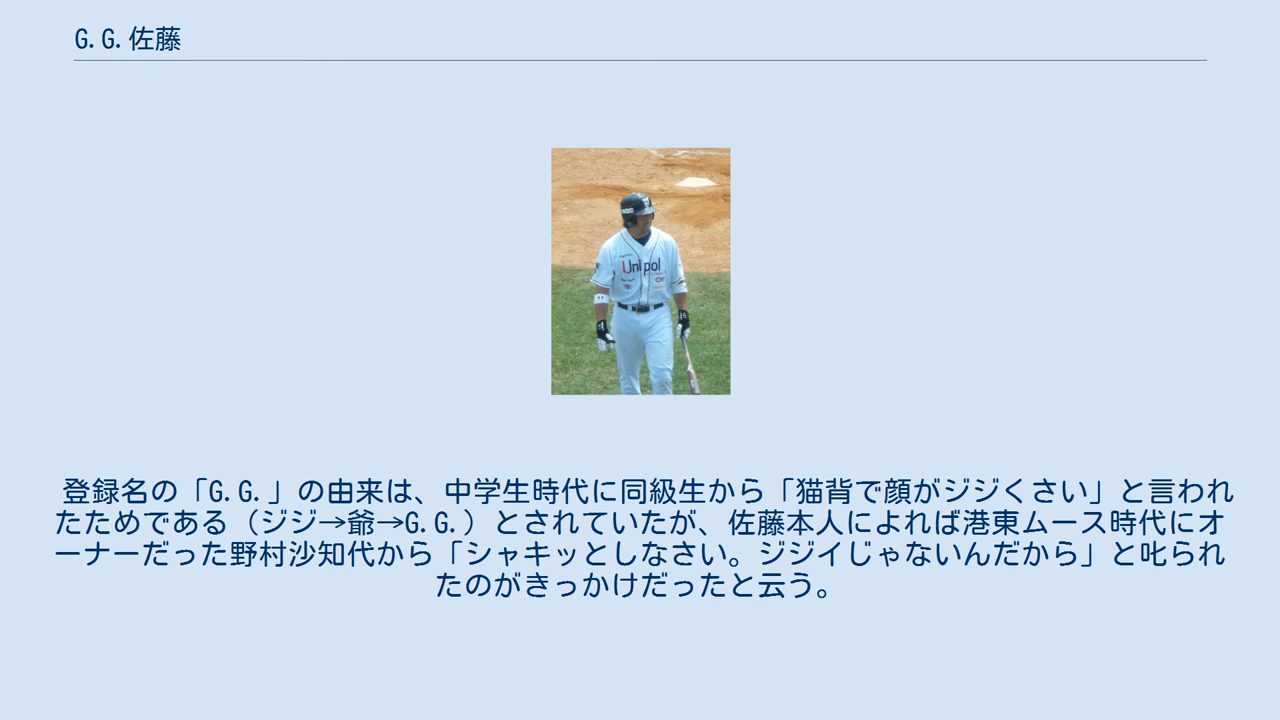 G.G.佐藤
Unipol
登録名の「G.G.」の由来は、中学生時代に同級生から「猫背で顔がジジくさい」と言われ
たためである（ジジ→爺→G.G.）とされていたが、佐藤本人によれば港東ムース時代にオ
ーナーだった野村沙知代から「シャキッとしなさい。ジジイじゃないんだから」と叱られ
たのがきっかけだったと云う。